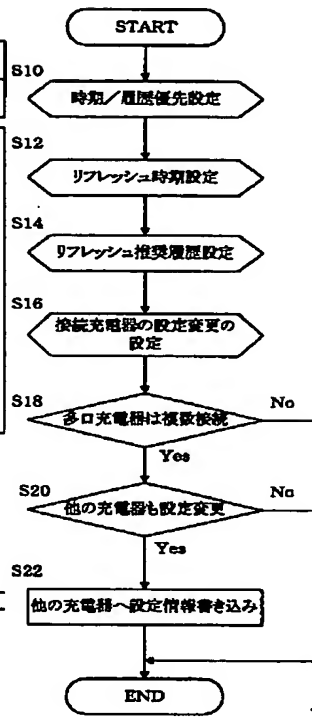 START
S10
時期／履歴優先設定
S12
リフレッシュ時期設定
S14
リフレッシュ推奨履歴設定
S16
接続充電器の設定変更の
設定
S18
多口充電器は複数接続
No
Yes
S20
他の充電器も設定変更
No
Yes
S22
他の充電器へ設定情報書き込み
END